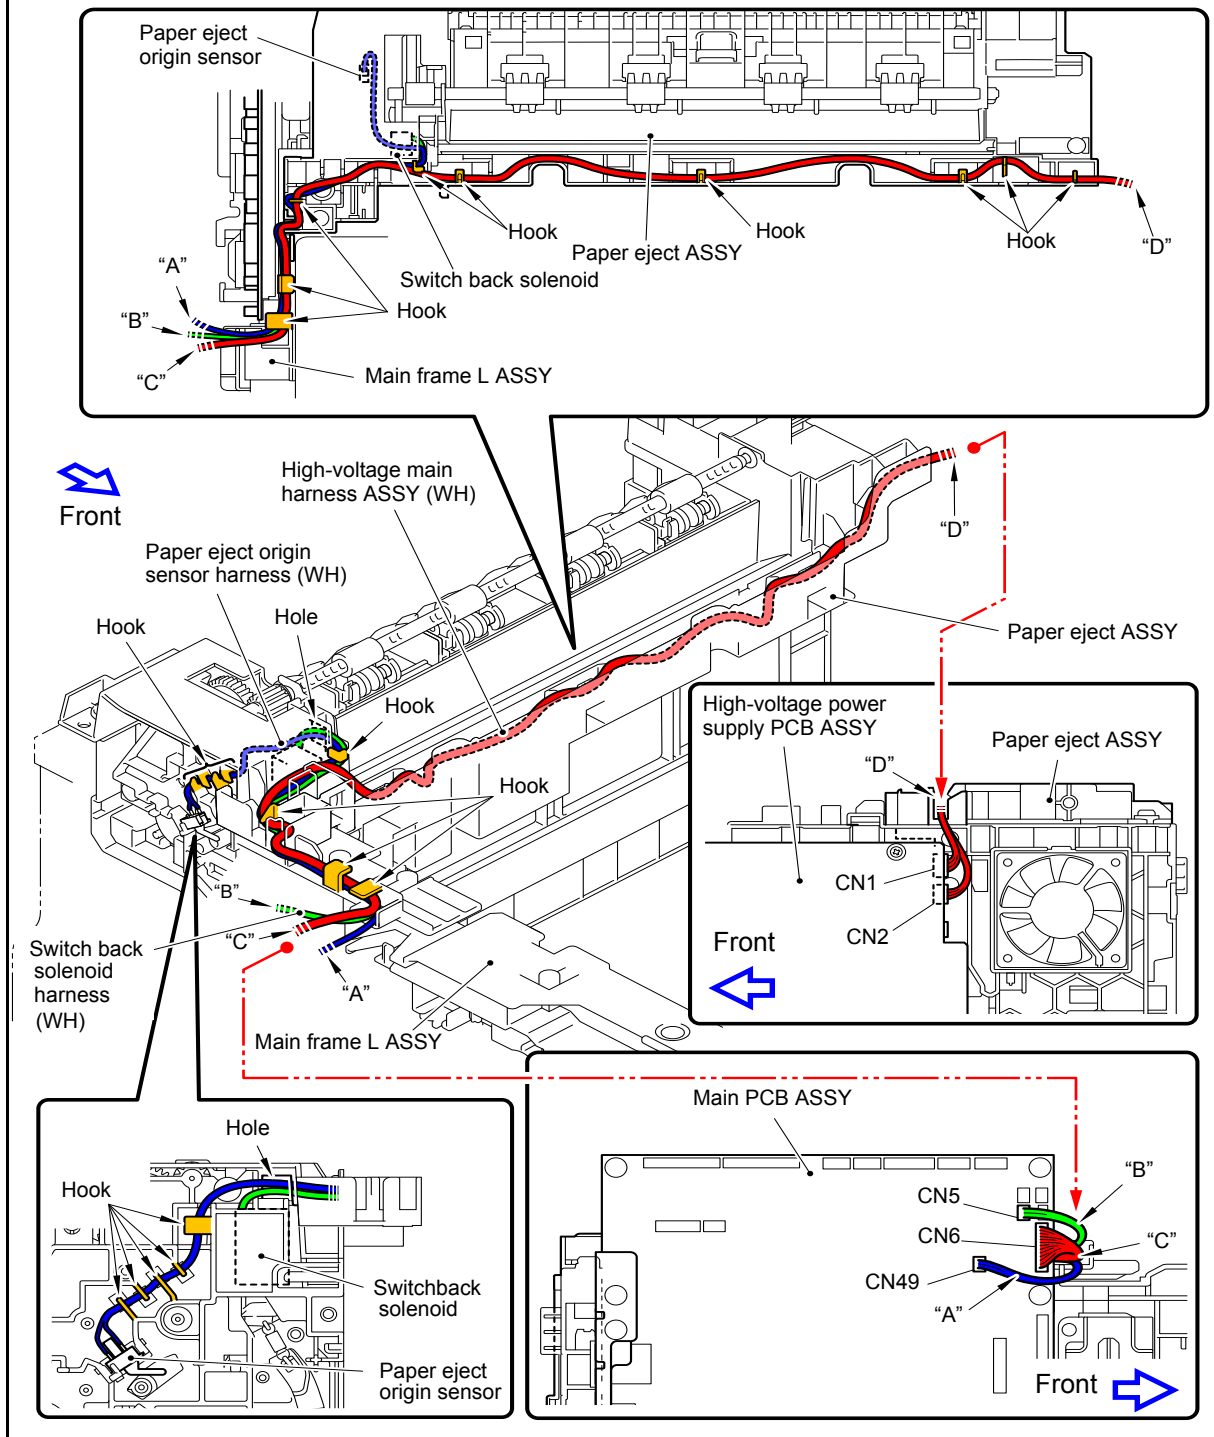 Paper eject
origin sensor
Hook
Hook
Paper eject ASSY
Hook
"D"
Switch back solenoid
"A"
Hook
"B"
"C"
Main frame L ASSY
High-voltage main
harness ASSY (WH)
Front
"D"
Paper eject origin
sensor harness (WH)
Hole
Hook
Paper eject ASSY
Hook
High-voltage power
supply PCB ASSY
Paper eject ASSY
"D"
Hook
CN1
"B"
CN2
"C"
Front
Switch back
solenoid
harness
(WH)
"A"
Main frame L ASSY
Main PCB ASSY
Hole
"B"
Hook
CN5
CN6
"C"
CN49
Switchback
solenoid
"A"
Paper eject
origin sensor
Front